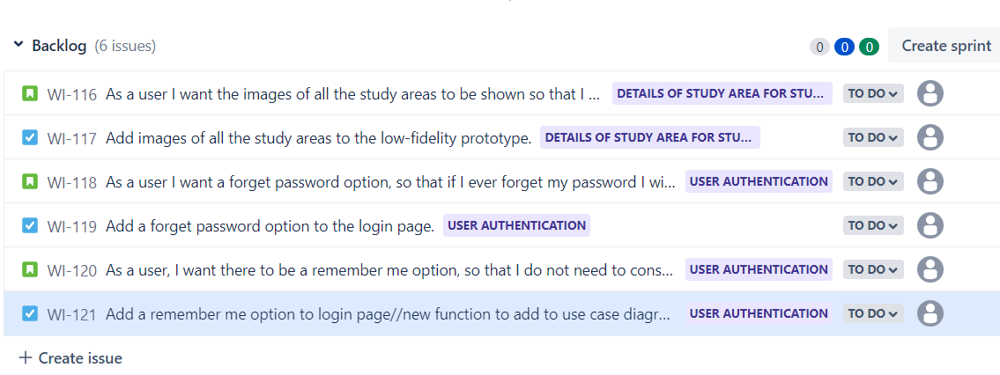 Backlog (6 issues) 0 0 0 Create sprint
WI-116 As a user I want the images of all the study areas to be shown so that I ... DETAILS OF STUDY AREA FOR STU... TO DO
WI-117 Add images of all the study areas to the low-fidelity prototype. DETAILS OF STUDY AREA FOR STU... TO DO
WI-118 As a user I want a forget password option, so that if I ever forget my password I wi... USER AUTHENTICATION TO DO
WI-119 Add a forget password option to the login page. USER AUTHENTICATION TO DO
WI-120 As a user, I want there to be a remember me option, so that I do not need to cons... USER AUTHENTICATION TO DO
WI-121 Add a remember me option to login page//new function to add to use case diagr... USER AUTHENTICATION TO DO
+ Create issue